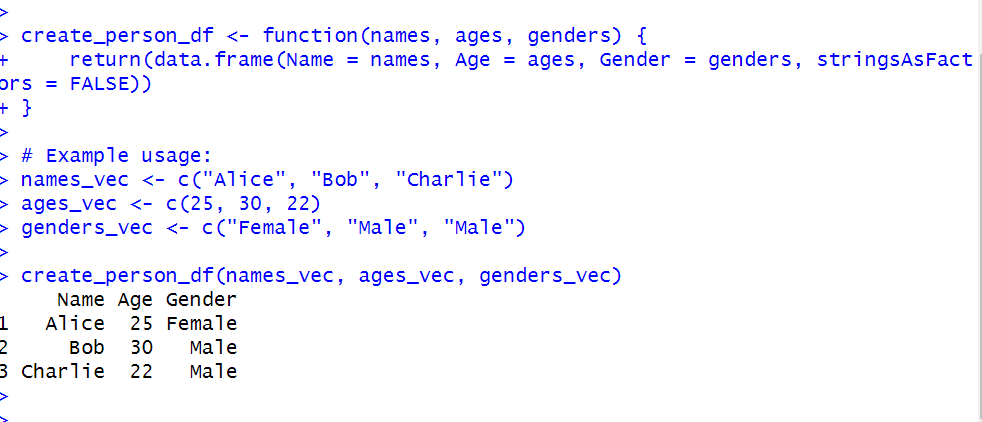 >
> create_person_df <- function(names, ages, genders) {
+     return(data.frame(Name = names, Age = ages, Gender = genders, stringsAsFact
ors = FALSE))
+ }
>
> # Example usage:
> names_vec <- c("Alice", "Bob", "Charlie")
> ages_vec <- c(25, 30, 22)
> genders_vec <- c("Female", "Male", "Male")
>
> create_person_df(names_vec, ages_vec, genders_vec)
     Name Age Gender
1   Alice  25 Female
2     Bob  30   Male
3 Charlie  22   Male
>
>